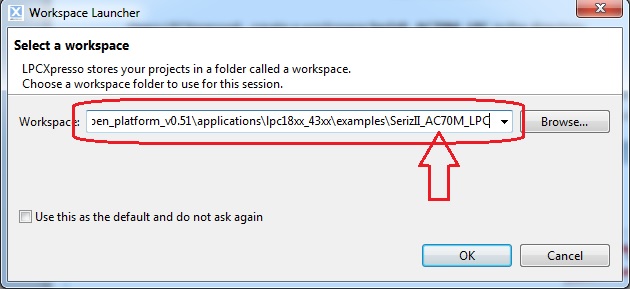 Workspace Launcher
Select a workspace
LPCXpresso stores your projects in a folder called a workspace.
Choose a workspace folder to use for this session.
Workspace: pen_platform_v0.51\applications\lpc18xx_43xx\examples\SerizII_AC70M_LPC Browse...
Use this as the default and do not ask again
OK Cancel